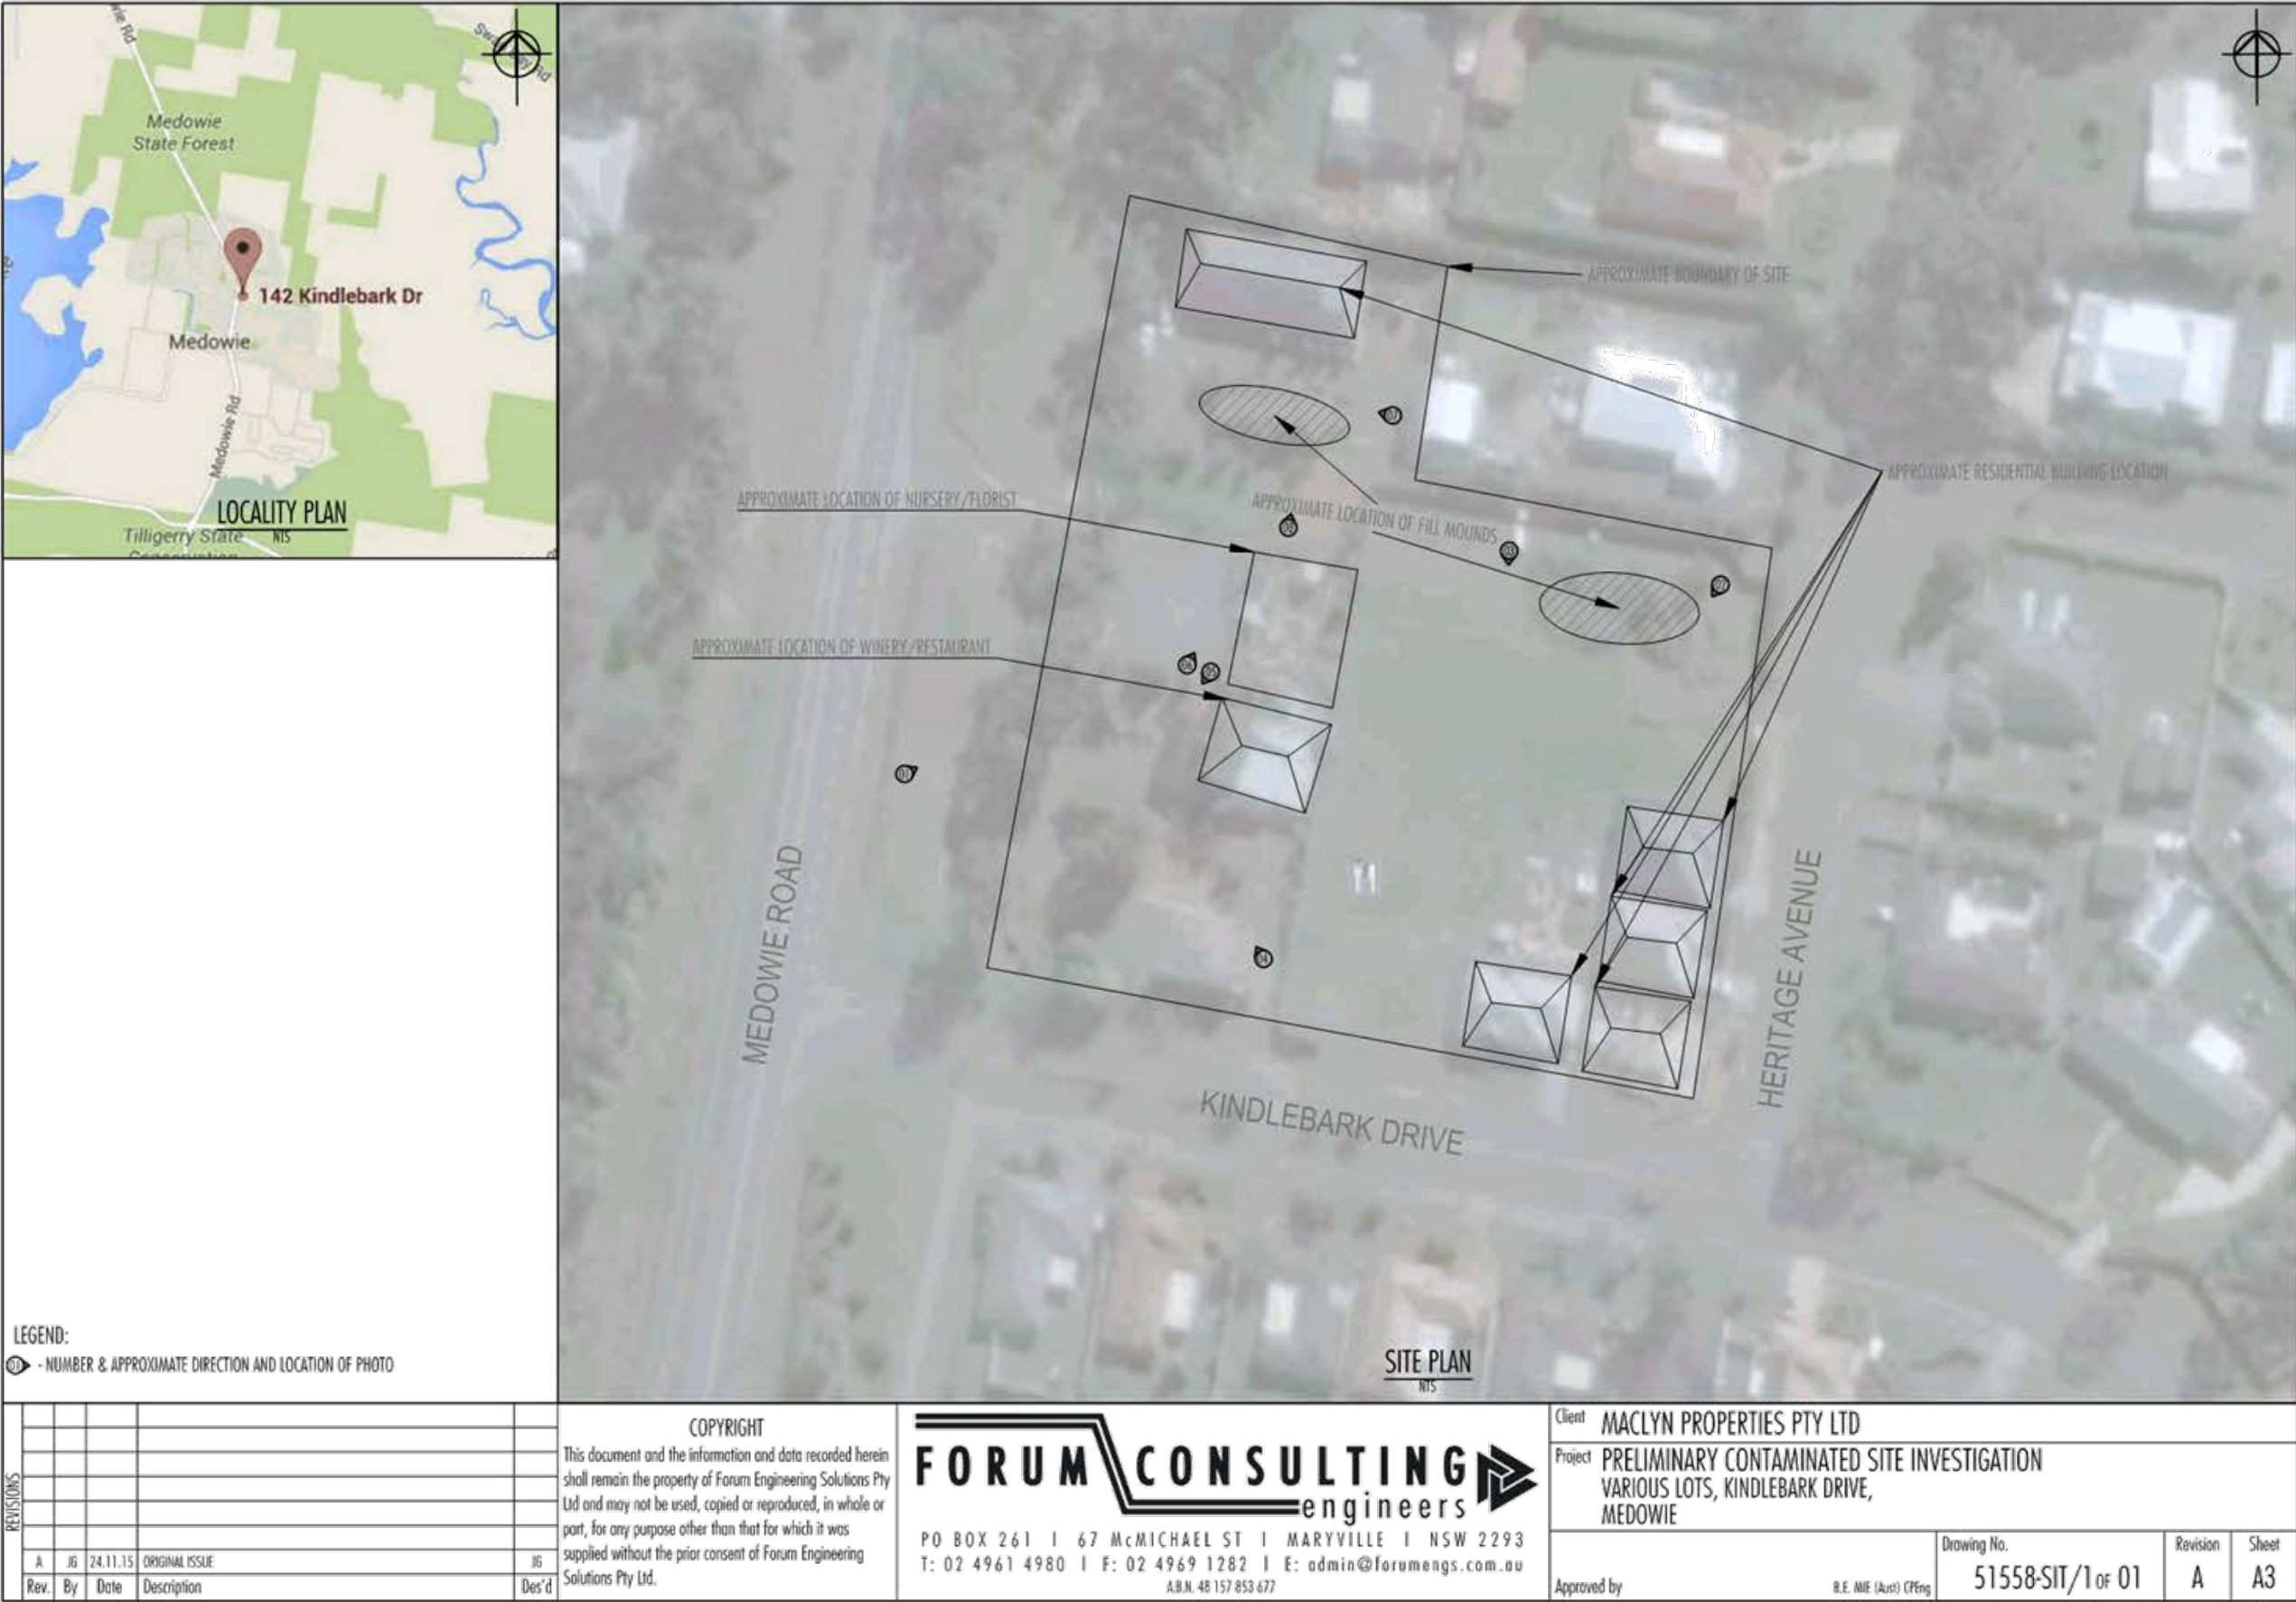 Medowie
State Forest
142 Kindlebark Dr
Medowie
Medowie Rd
LOCALITY PLAN
NTS
Tilligerry State
APPROXIMATE BOUNDARY OF SITE
APPROXIMATE RESIDENTIAL BUILDING LOCATION
APPROXIMATE LOCATION OF NURSERY/FLORIST
APPROXIMATE LOCATION OF FILL MOUNDS
APPROXIMATE LOCATION OF WINERY/RESTAURANT
MEDOWIE ROAD
HERITAGE AVENUE
KINDLEBARK DRIVE
SITE PLAN
NTS
LEGEND:
- NUMBER & APPROXIMATE DIRECTION AND LOCATION OF PHOTO
REVISIONS
A JG 24.11.15 ORIGINAL ISSUE JG
Rev. By Date Description Des'd
COPYRIGHT
This document and the information and data recorded herein
shall remain the property of Forum Engineering Solutions Pty
Ltd and may not be used, copied or reproduced, in whole or
part, for any purpose other than that for which it was
supplied without the prior consent of Forum Engineering
Solutions Pty Ltd.
FORUM CONSULTING
engineers
PO BOX 261 | 67 McMICHAEL ST | MARYVILLE | NSW 2293
T: 02 4961 4980 | F: 02 4969 1282 | E: admin@forumengs.com.au
A.B.N. 48 157 853 677
Client MACLYN PROPERTIES PTY LTD
Project PRELIMINARY CONTAMINATED SITE INVESTIGATION
VARIOUS LOTS, KINDLEBARK DRIVE,
MEDOWIE
Approved by B.E. MIE (Aust) CPEng
Drawing No.
51558-SIT/1 OF 01
Revision
A
Sheet
A3